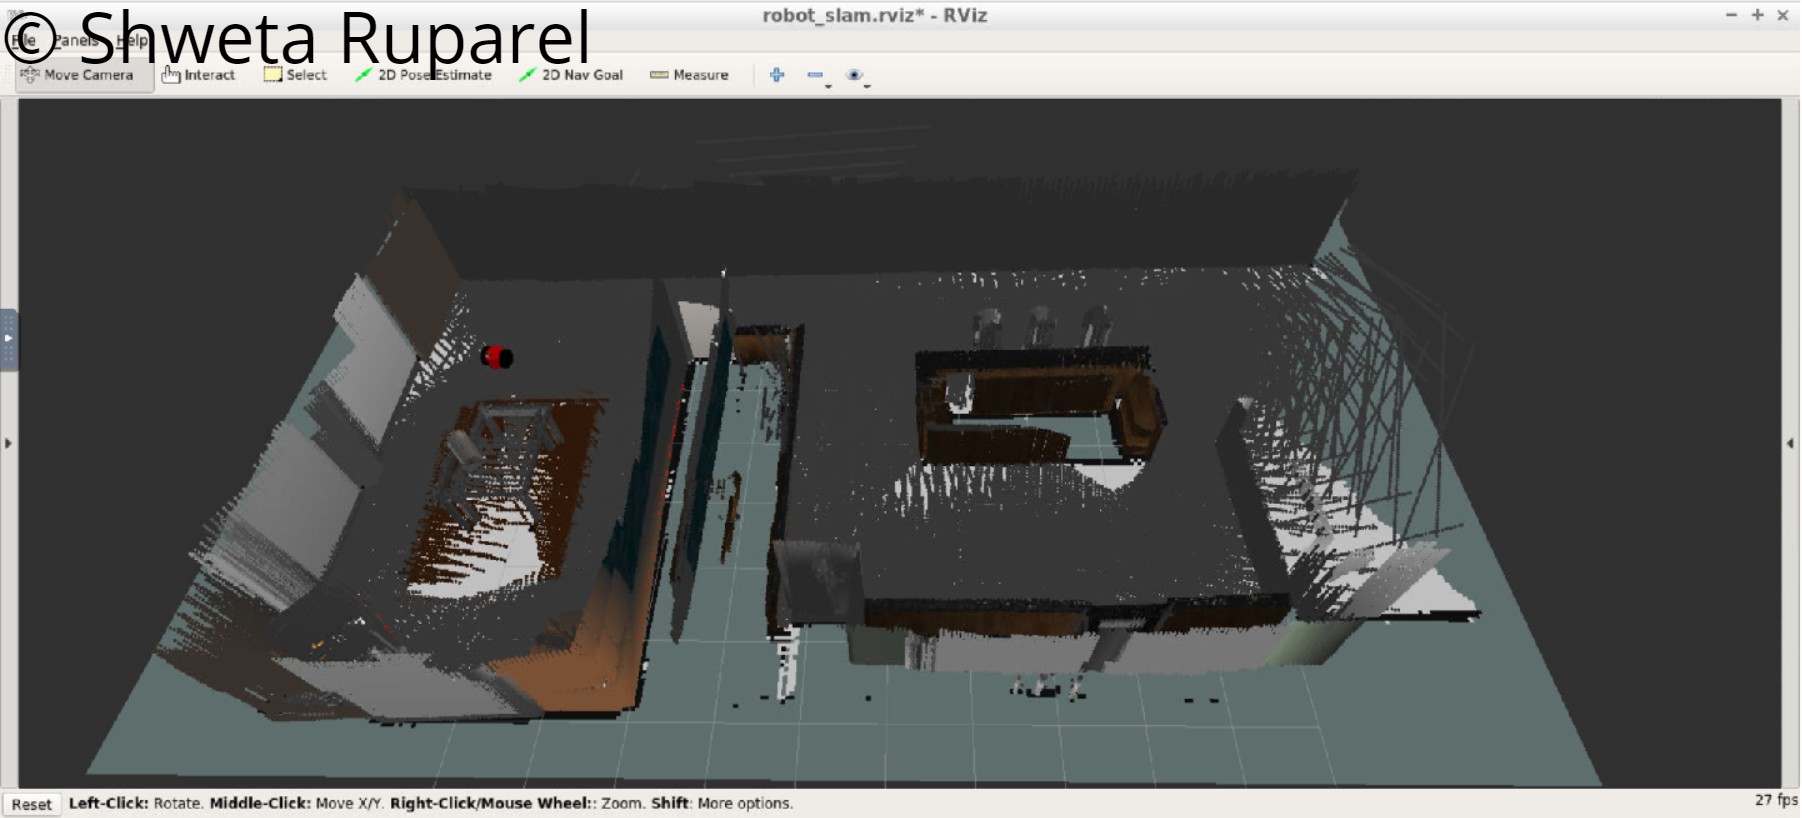 robot_slam.rviz* - RViz
© Shweta Ruparel
File Panels Help
Move Camera Interact Select 2D Pose Estimate 2D Nav Goal Measure
Reset Left-Click: Rotate. Middle-Click: Move X/Y. Right-Click/Mouse Wheel:: Zoom. Shift: More options. 27 fps